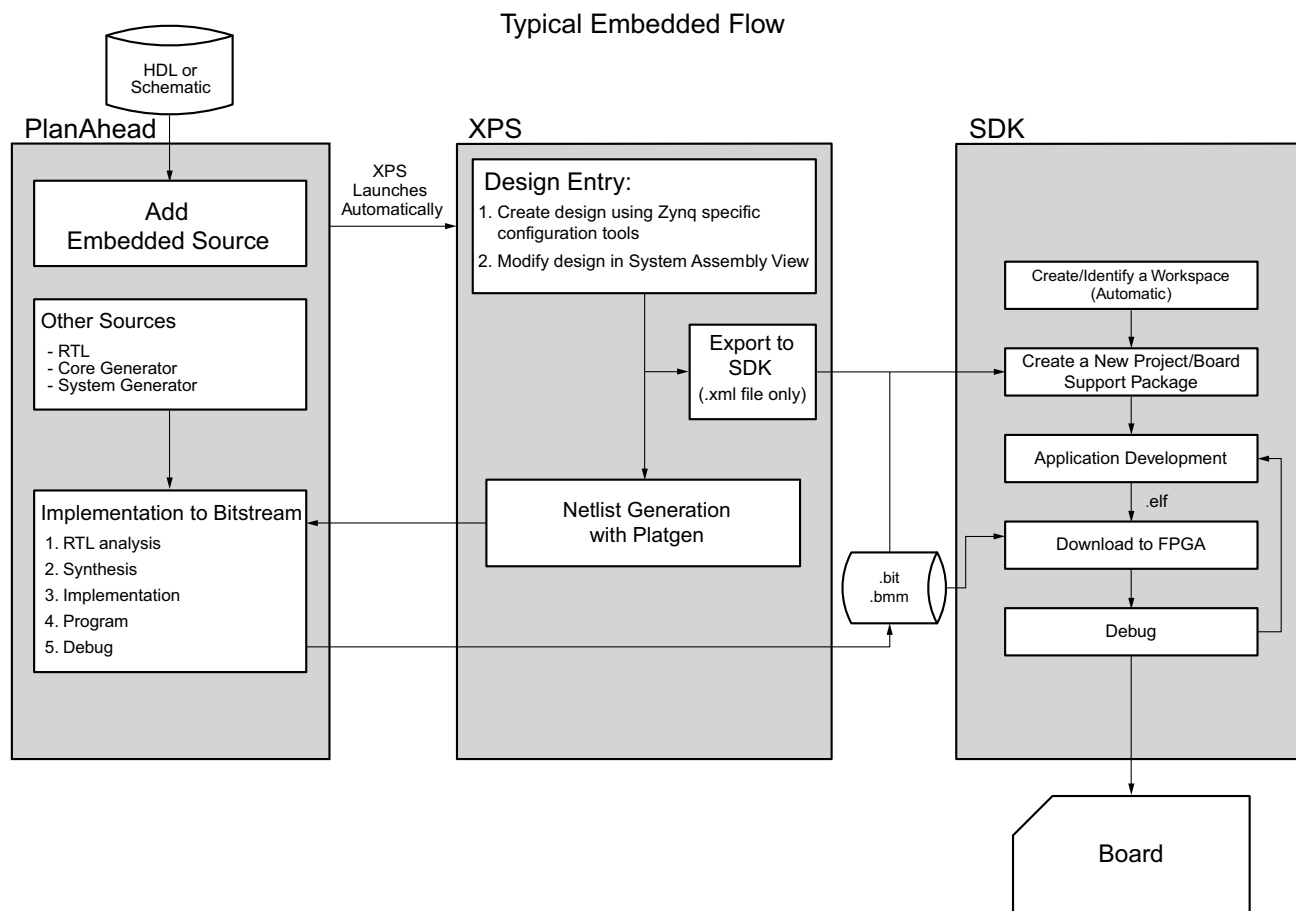 Typical Embedded Flow
HDL or
Schematic
PlanAhead
Add
Embedded Source
Other Sources
- RTL
- Core Generator
- System Generator
Implementation to Bitstream
1. RTL analysis
2. Synthesis
3. Implementation
4. Program
5. Debug
XPS
Launches
Automatically
XPS
Design Entry:
1. Create design using Zynq specific
configuration tools
2. Modify design in System Assembly View
Export to
SDK
(.xml file only)
Netlist Generation
with Platgen
.bit
.bmm
SDK
Create/Identify a Workspace
(Automatic)
Create a New Project/Board
Support Package
Application Development
.elf
Download to FPGA
Debug
Board